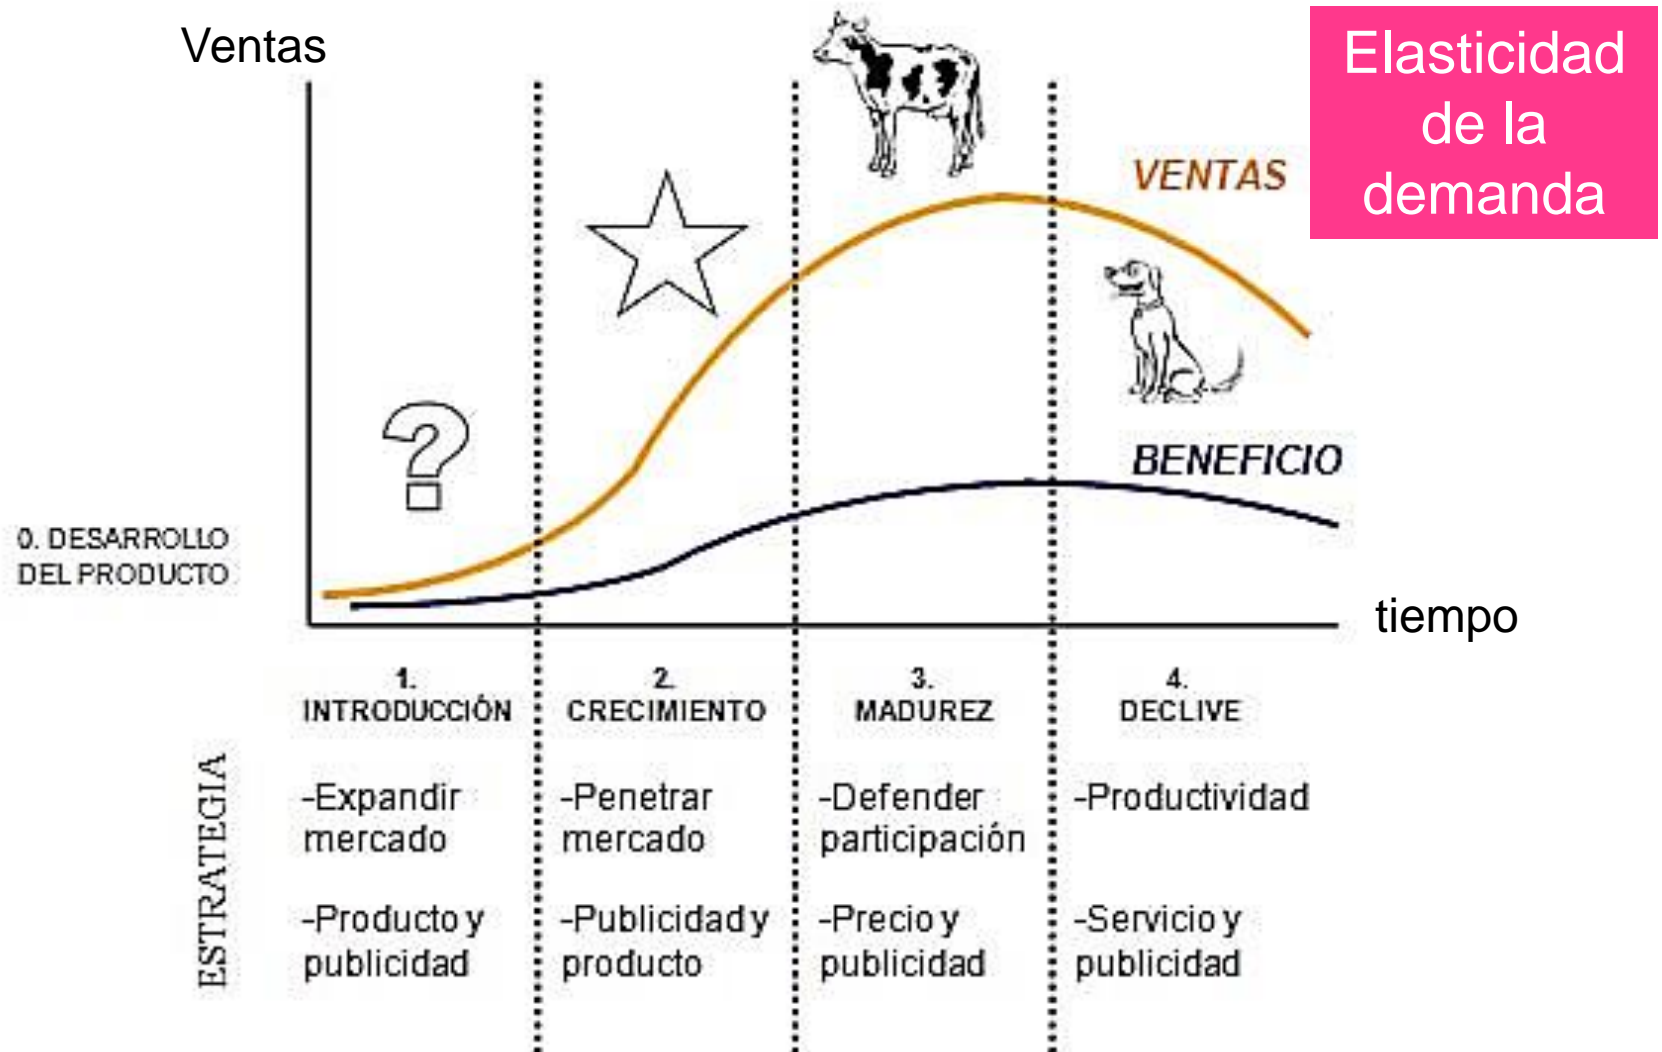 Ventas
Elasticidad
de la
demanda
VENTAS
?
BENEFICIO
0. DESARROLLO
DEL PRODUCTO
tiempo
1.
INTRODUCCIÓN
2.
CRECIMIENTO
3.
MADUREZ
4.
DECLIVE
ESTRATEGIA
-Expandir
mercado
-Producto y
publicidad
-Penetrar
mercado
-Publicidad y
producto
-Defender
participación
-Precio y
publicidad
-Productividad
-Servicio y
publicidad